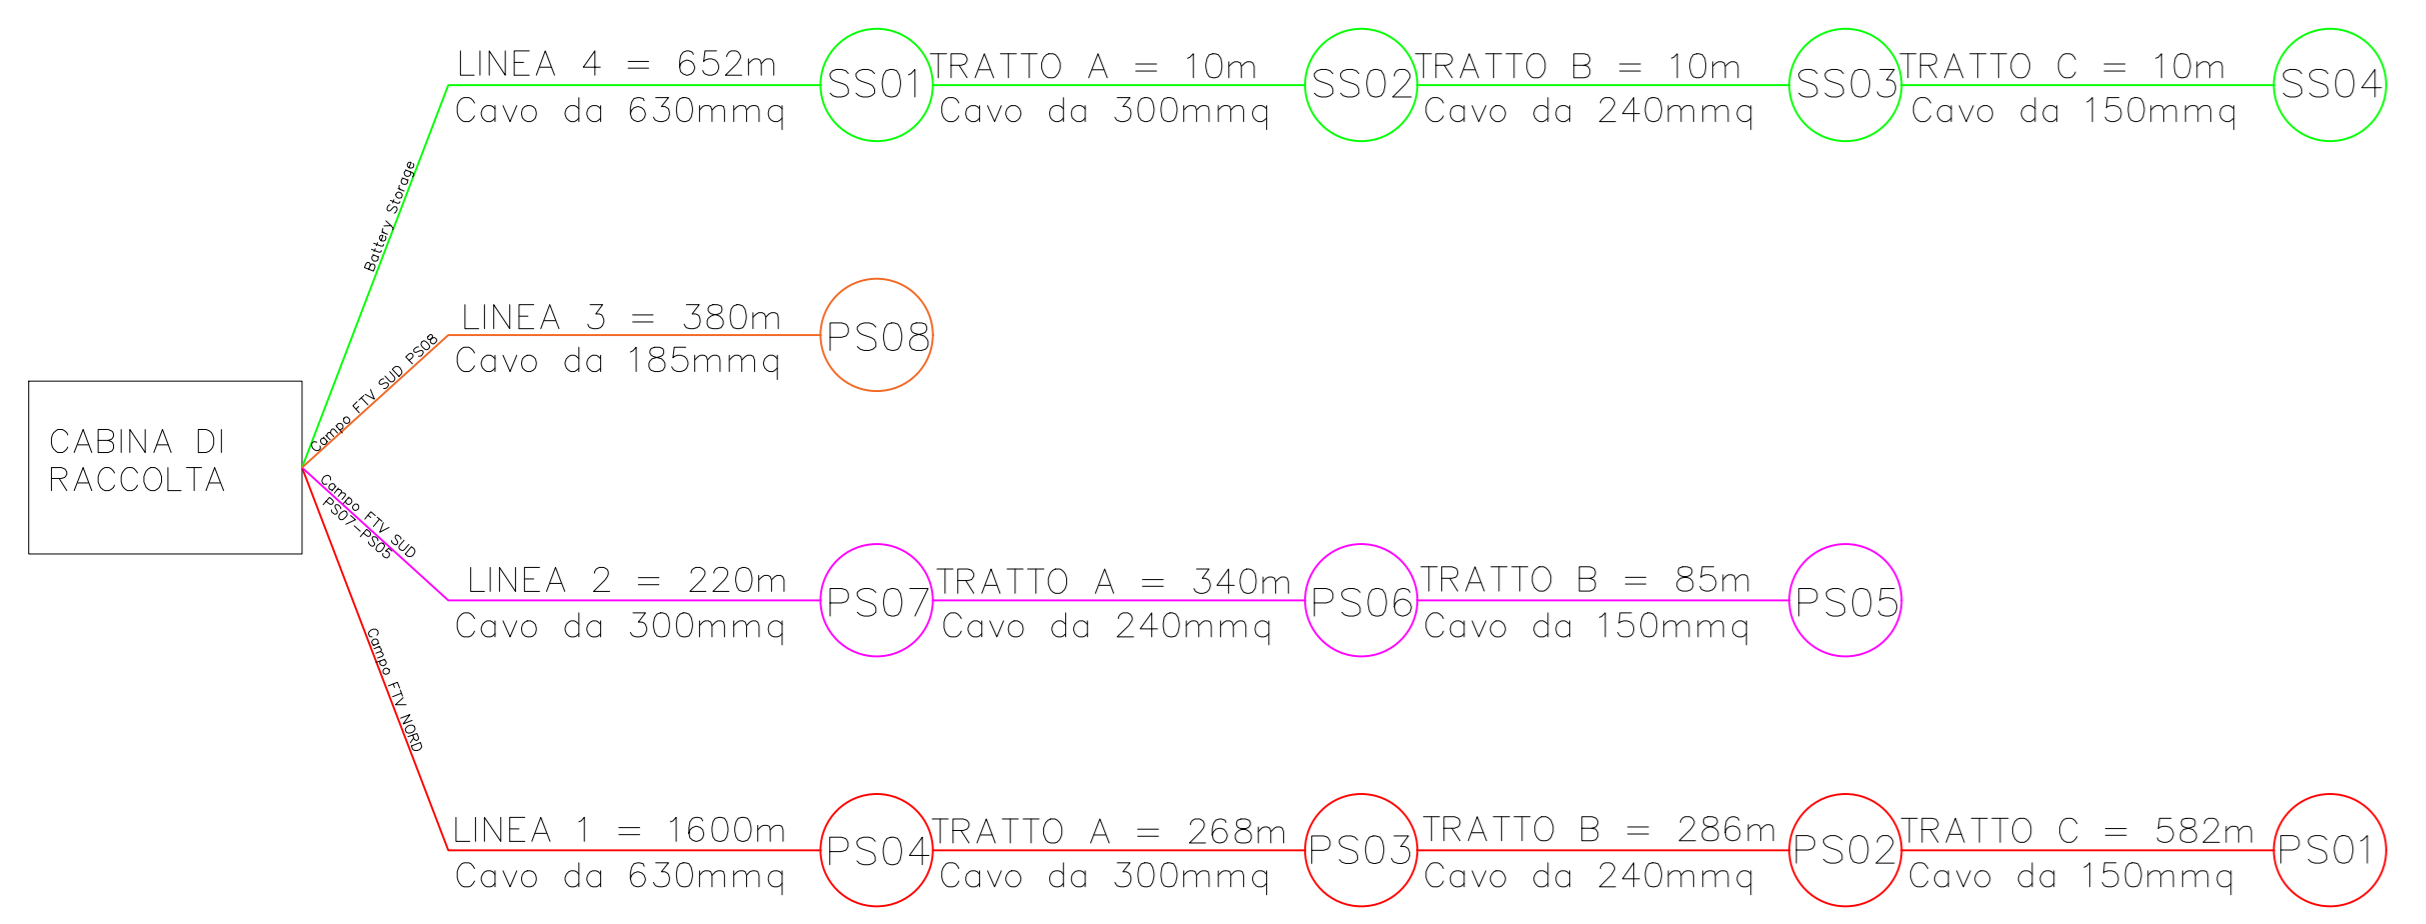 LINEA 4 = 652m
Cavo da 630mmq
SS01
TRATTO A = 10m
Cavo da 300mmq
SS02
TRATTO B = 10m
Cavo da 240mmq
SS03
TRATTO C = 10m
Cavo da 150mmq
SS04
Battery Storage
LINEA 3 = 380m
Cavo da 185mmq
PS08
Campo FTV SUD PS08
CABINA DI
RACCOLTA
Campo FTV SUD
PS07-PS05
LINEA 2 = 220m
Cavo da 300mmq
PS07
TRATTO A = 340m
Cavo da 240mmq
PS06
TRATTO B = 85m
Cavo da 150mmq
PS05
Campo FTV NORD
LINEA 1 = 1600m
Cavo da 630mmq
PS04
TRATTO A = 268m
Cavo da 300mmq
PS03
TRATTO B = 286m
Cavo da 240mmq
PS02
TRATTO C = 582m
Cavo da 150mmq
PS01